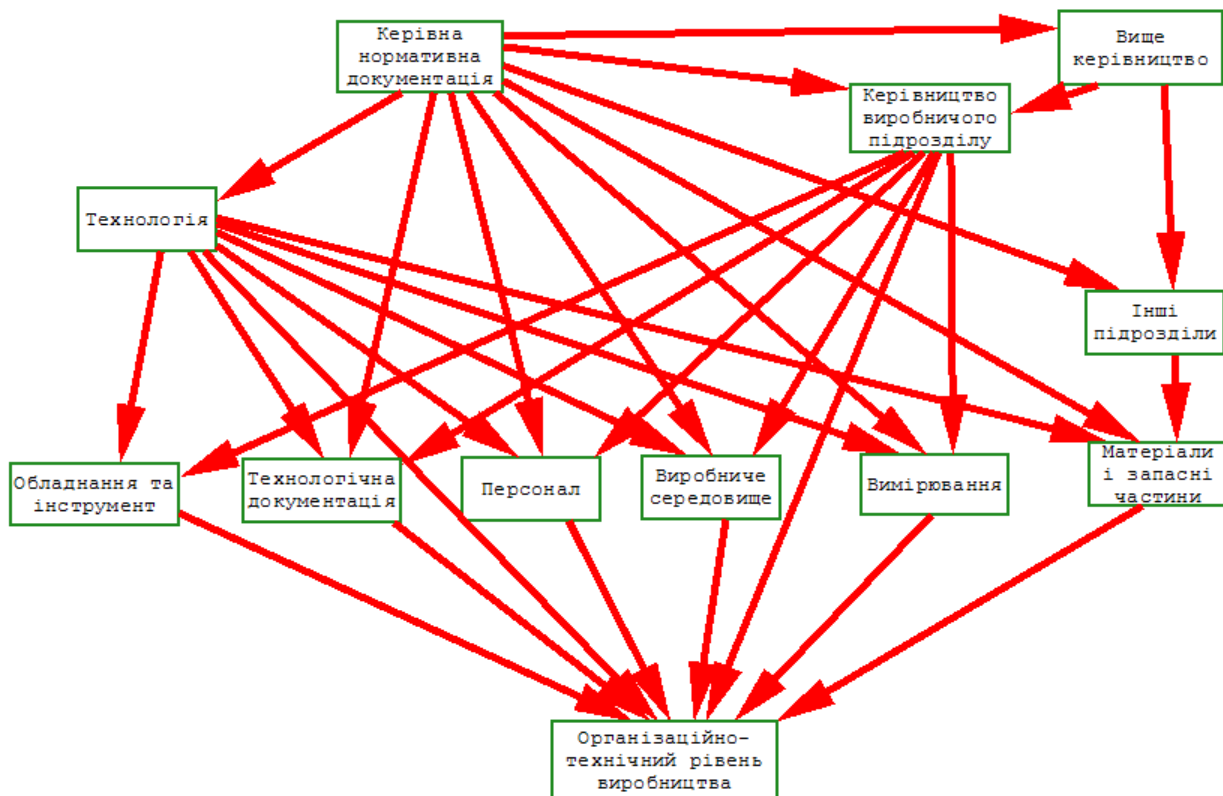 Керівна
нормативна
документація
Вище
керівництво
Керівництво
виробничого
підрозділу
Технологія
Інші
підрозділи
Обладнання та
інструмент
Технологічна
документація
Персонал
Виробниче
середовище
Вимірювання
Матеріали
і запасні
частини
Організаційно-
технічний рівень
виробництва